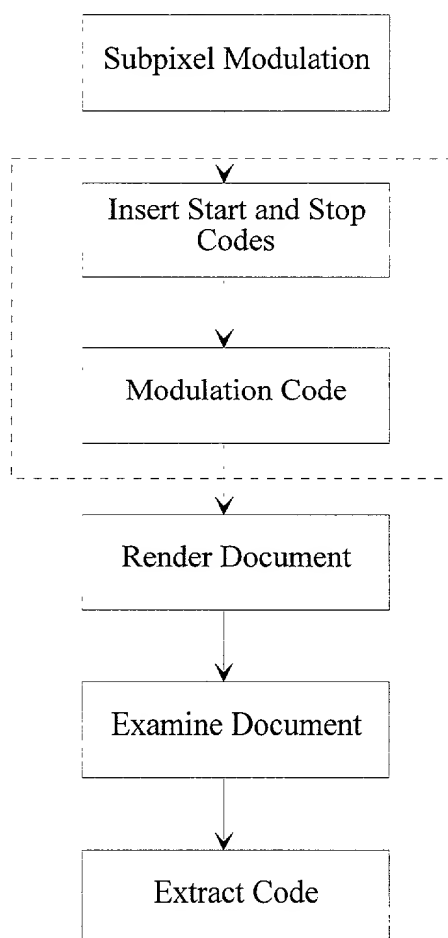 Subpixel Modulation
Insert Start and Stop
Codes
Modulation Code
Render Document
Examine Document
Extract Code